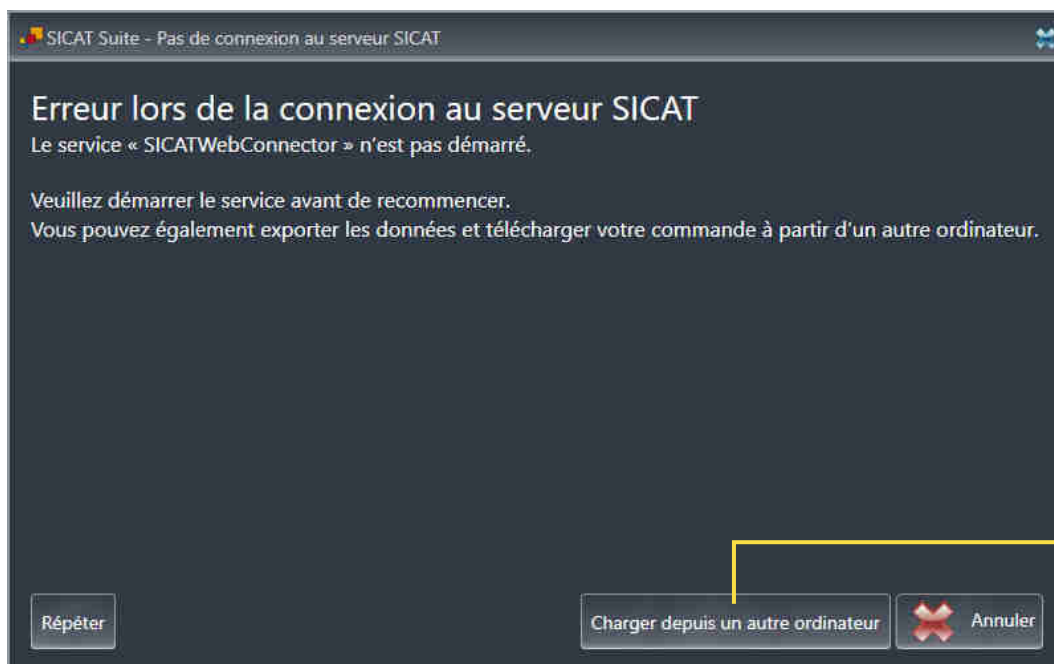 SICAT Suite - Pas de connexion au serveur SICAT
Erreur lors de la connexion au serveur SICAT
Le service « SICATWebConnector » n'est pas démarré.
Veuillez démarrer le service avant de recommencer.
Vous pouvez également exporter les données et télécharger votre commande à partir d'un autre ordinateur.
Répéter
Charger depuis un autre ordinateur
Annuler